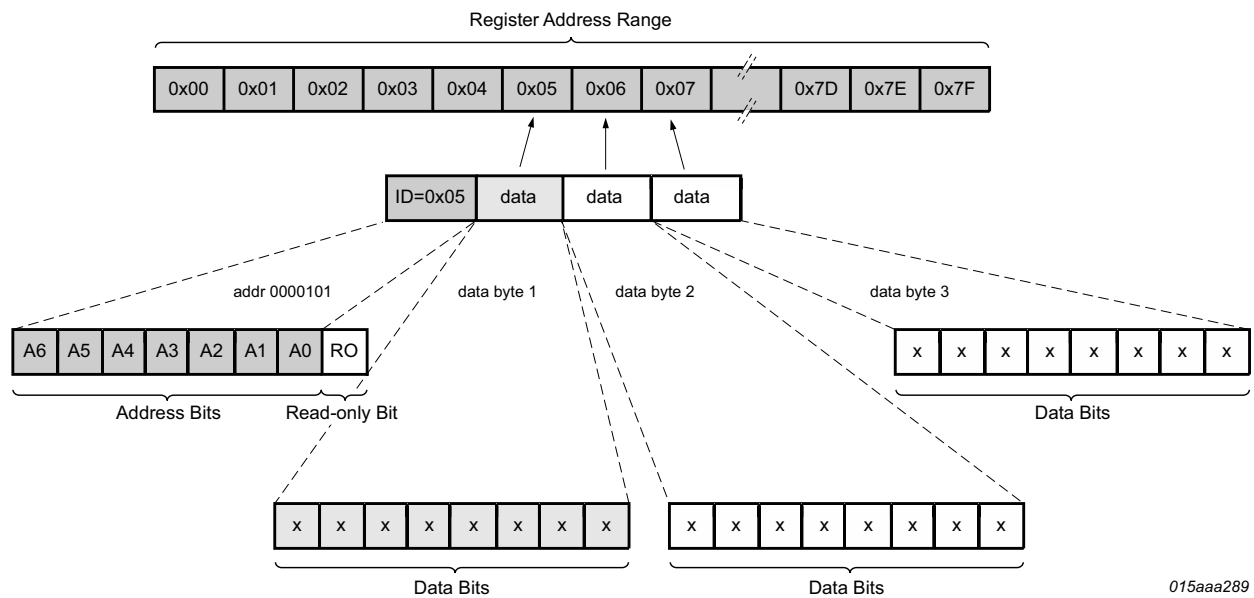 Register Address Range
0x00 0x01 0x02 0x03 0x04 0x05 0x06 0x07 0x7D 0x7E 0x7F
ID=0x05 data data data
addr 0000101 data byte 1 data byte 2 data byte 3
A6 A5 A4 A3 A2 A1 A0 RO x x x x x x x x
Address Bits Read-only Bit Data Bits
x x x x x x x x x x x x x x x x
Data Bits Data Bits
015aaa289